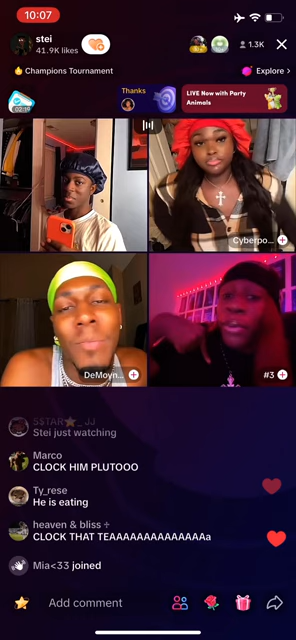 10:07
stei
41.9K likes
1.3K
Champions Tournament
Explore >
02:19
Thanks
LIVE Now with Party
Animals
Cyberpo...
DeMoyn...
#3
Stei just watching
Marco
CLOCK HIM PLUTOOO
Ty_rese
He is eating
heaven & bliss ÷
CLOCK THAT TEAAAAAAAAAAAAAAa
Mia<33 joined
Add comment